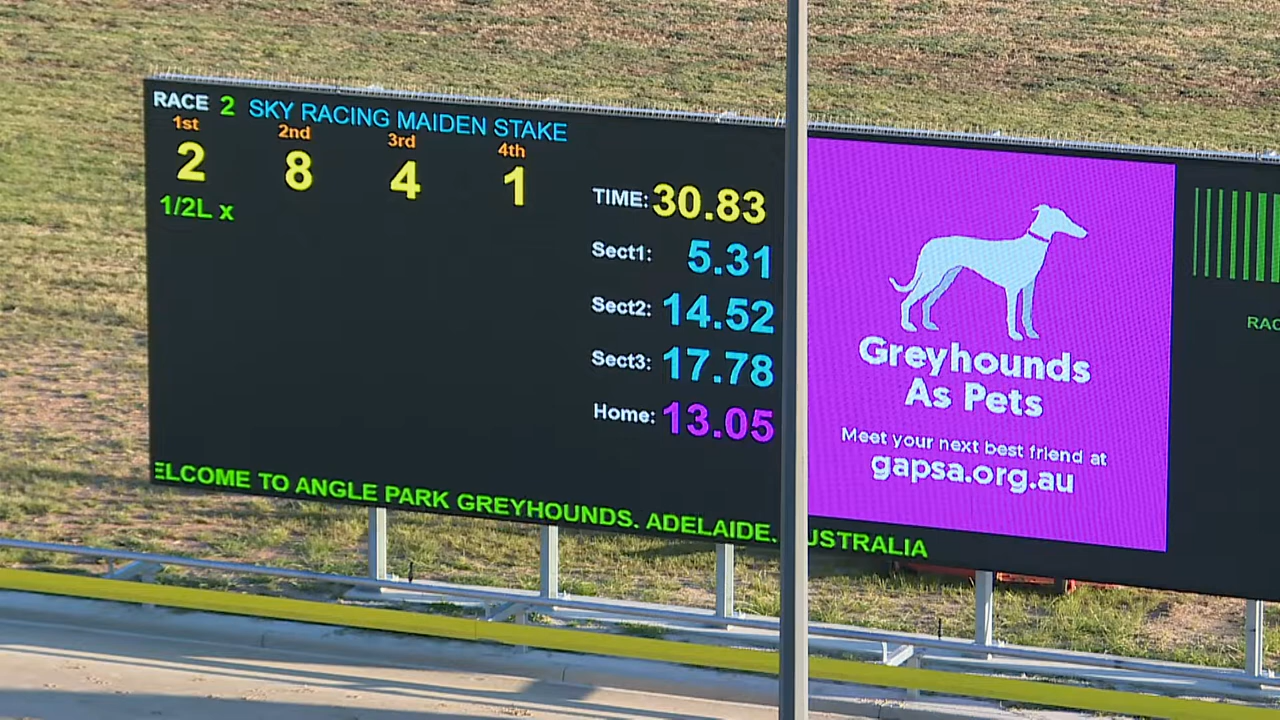 RACE 2 SKY RACING MAIDEN STAKE
1st 2nd 3rd 4th
2 8 4 1
1/2L x
TIME: 30.83
Sect1: 5.31
Sect2: 14.52
Sect3: 17.78
Home: 13.05
ELCOME TO ANGLE PARK GREYHOUNDS. ADELAIDE. USTRALIA
Greyhounds
As Pets
Meet your next best friend at
gapsa.org.au
RAC